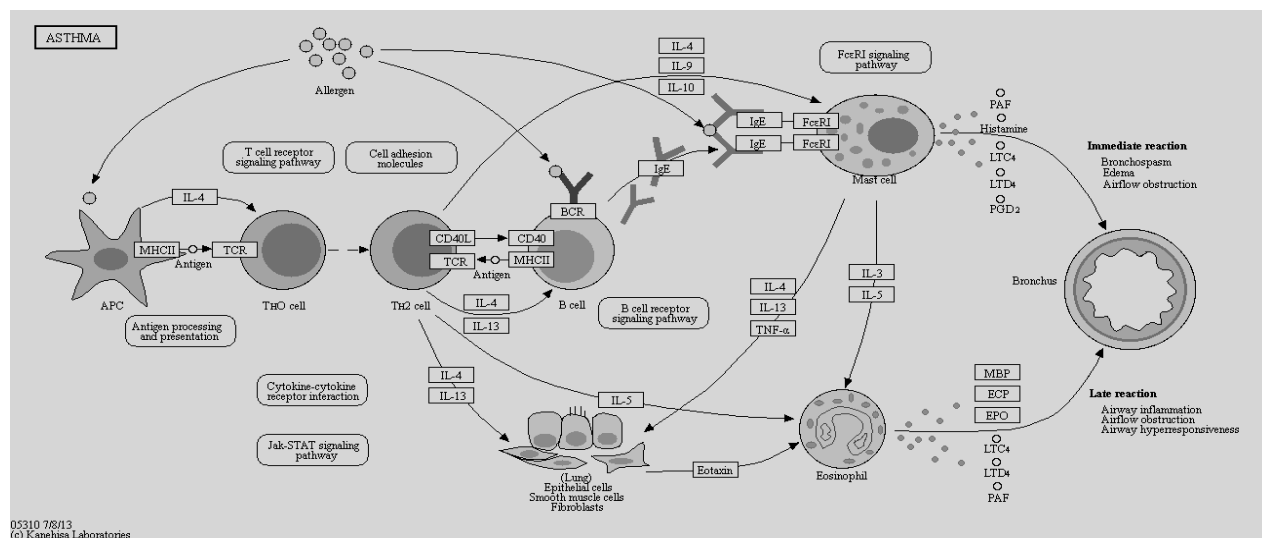 ASTHMA
Allergen
IL-4
IL-9
IL-10
FcεRI signaling
pathway
T cell receptor
signaling pathway
Cell adhesion
molecules
IgE
FcεRI
IgE
FcεRI
IgE
Mast cell
PAF
Histamine
LTC4
LTD4
PGD2
Immediate reaction
Bronchospasm
Edema
Airflow obstruction
IL-4
MHCII
Antigen
TCR
APC
TH0 cell
CD40L
TCR
Antigen
CD40
MHCII
BCR
TH2 cell
B cell
IL-4
IL-13
Antigen processing
and presentation
B cell receptor
signaling pathway
IL-4
IL-13
TNF-α
IL-3
IL-5
Bronchus
Cytokine-cytokine
receptor inferaction
Jak-STAT signaling
pathway
IL-4
IL-13
IL-5
(Lung)
Epithelial cells
Smooth muscle cells
Fibroblasts
Eotaxin
Eosinophil
MBP
ECP
EPO
LTC4
LTD4
PAF
Late reaction
Airway inflammation
Airflow obstruction
Airway hyperresponsiveness
05310 7/8/13
(c) Kanehisa Laboratories